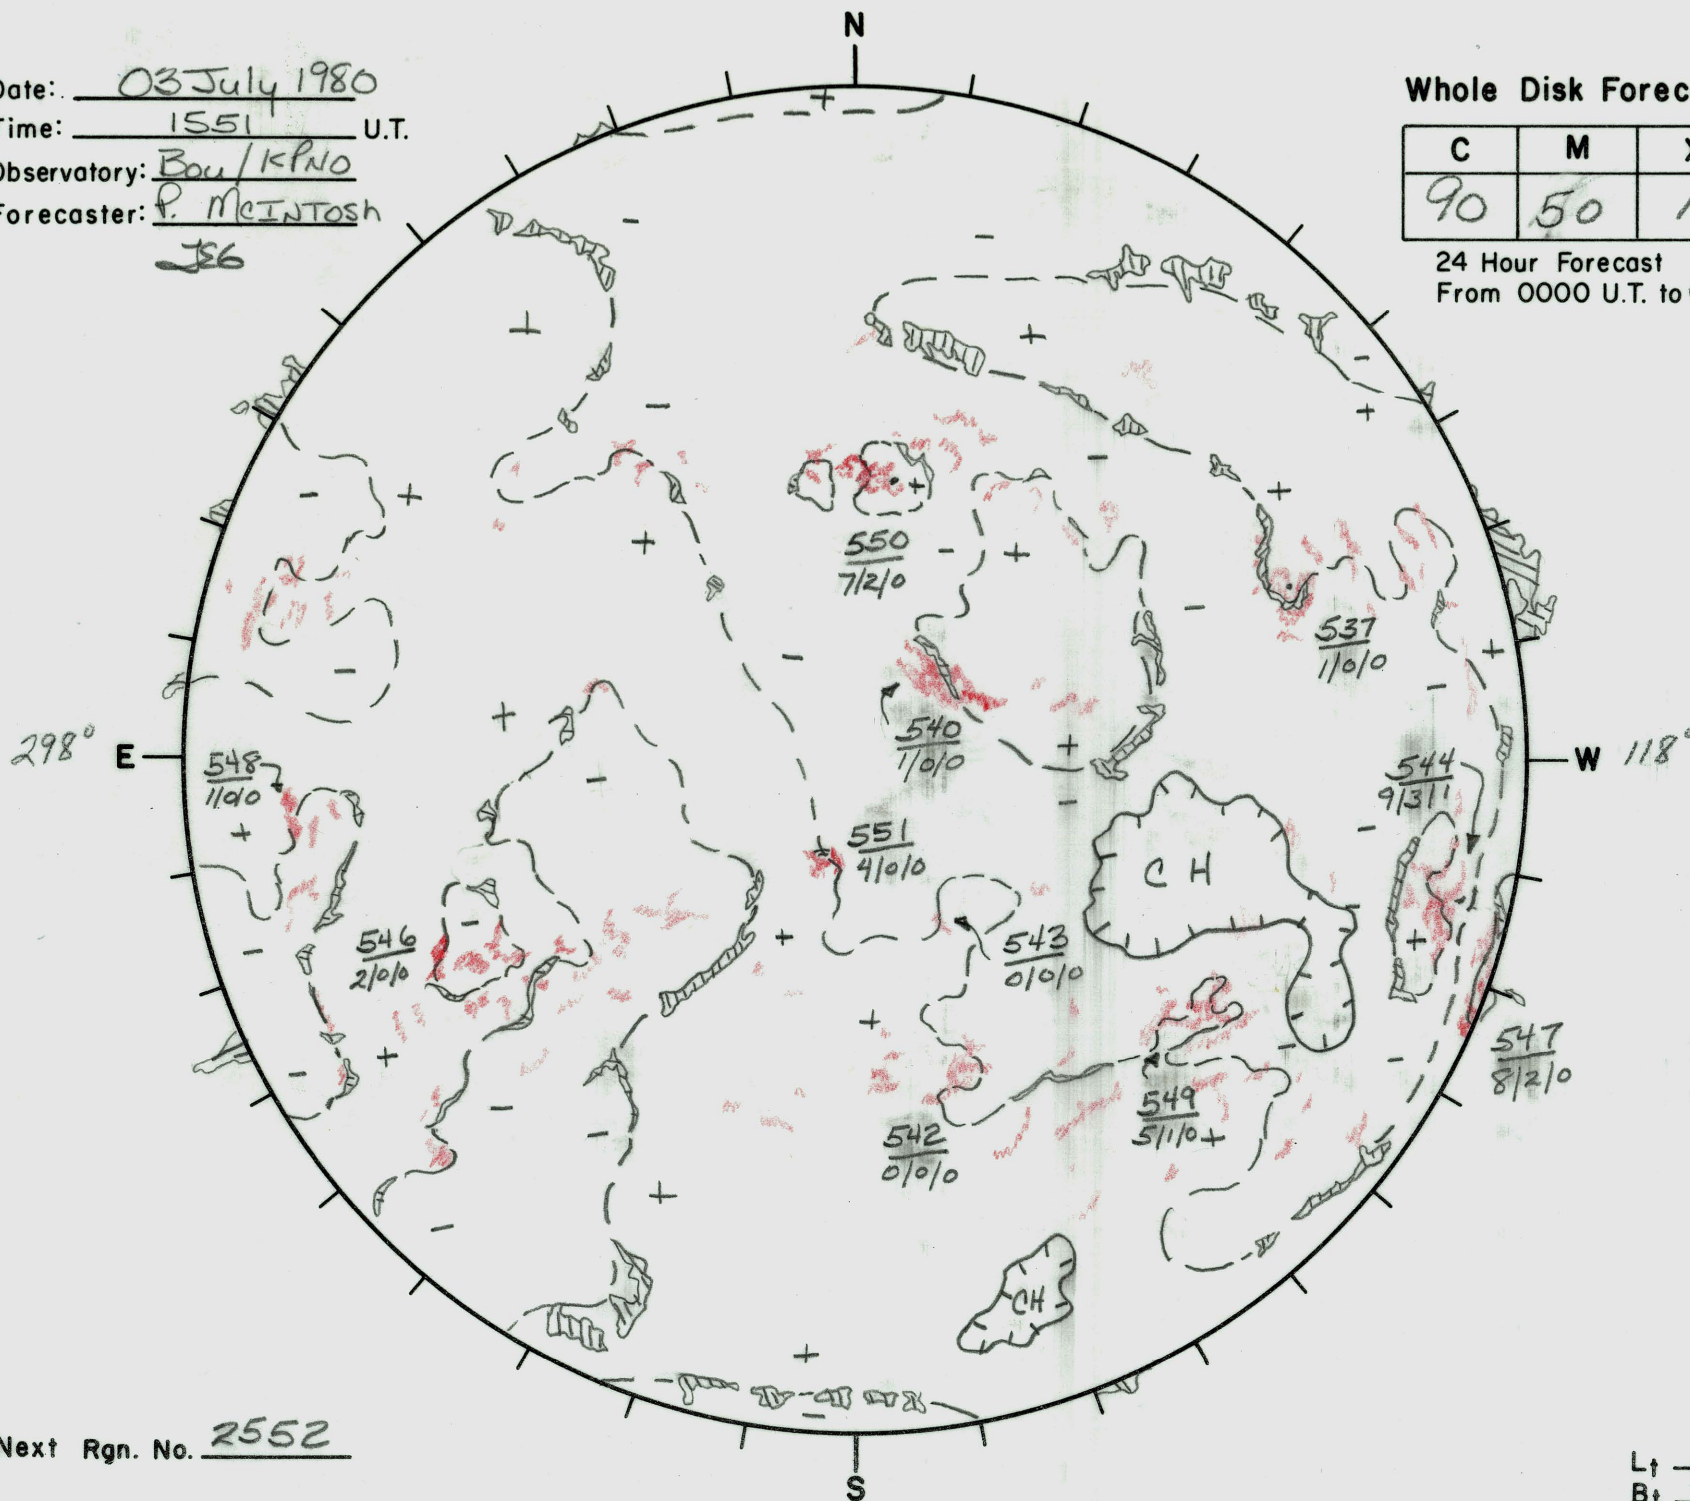 N
Date: 03 July 1980
Time: 1551 U.T.
Observatory: Bou/KPNO
Forecaster: P. McIntosh
Whole Disk Forec
C M
90 50
24 Hour Forecast
From 0000 U.T. to
550
7/2/0
537
1/0/0
540
1/0/0
298° E
W 118°
548
1/0/0
544
9/3/1
551
4/0/0
CH
546
2/0/0
543
0/0/0
547
8/2/0
549
5/1/0
542
0/0/0
CH
Next Rgn. No. 2552
Lt
Bt
S